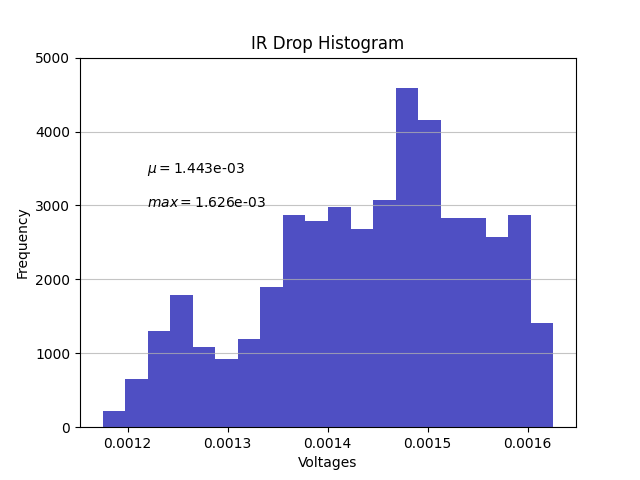 IR Drop Histogram
5000
4000
3000
2000
1000
0
Frequency
μ = 1.443e-03
max = 1.626e-03
0.0012 0.0013 0.0014 0.0015 0.0016
Voltages